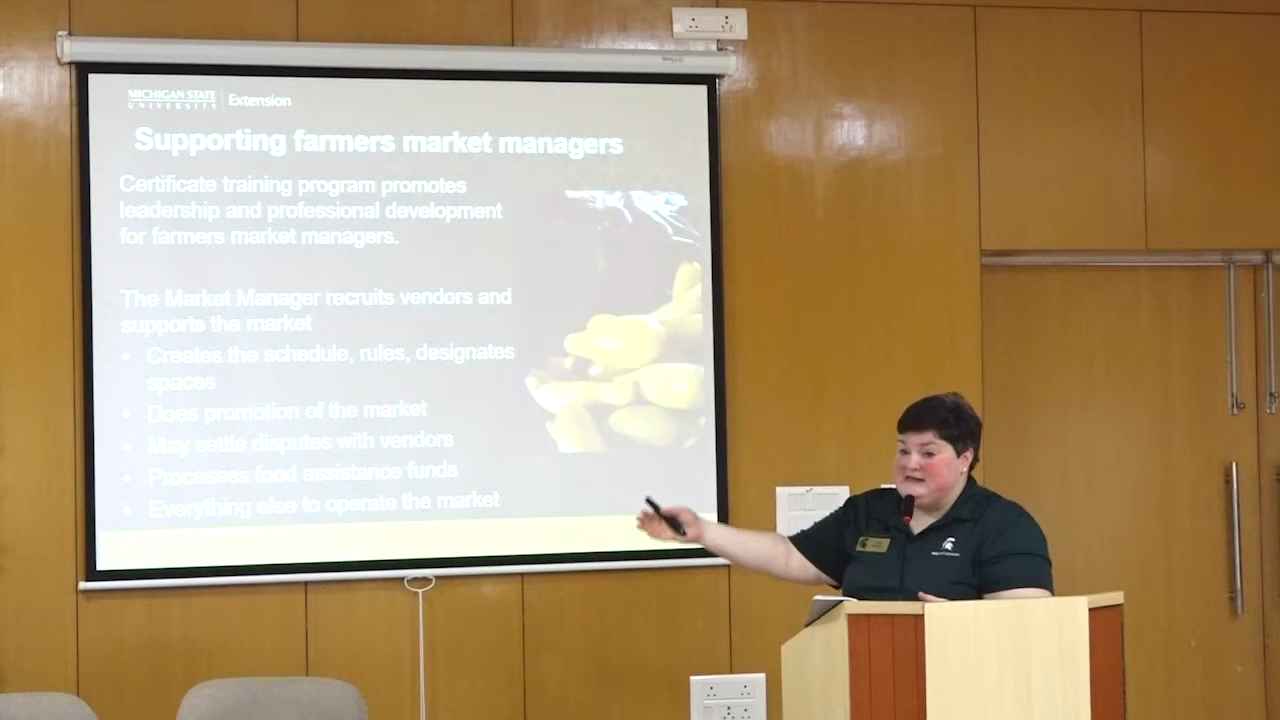 MICHIGAN STATE
UNIVERSITY
Extension
Supporting farmers market managers
Certificate training program promotes
leadership and professional development
for farmers market managers.
The Market Manager recruits vendors and
supports the market
• Creates the schedule, rules, designates
spaces
• Does promotion of the market
• May settle disputes with vendors
• Processes food assistance funds
• Everything else to operate the market